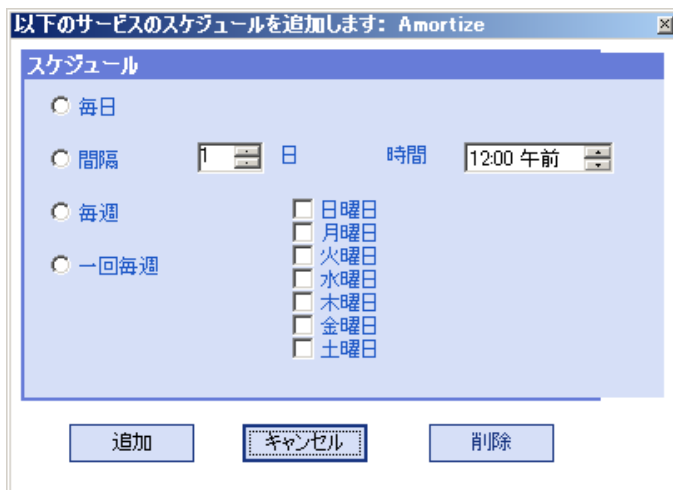 以下のサービスのスケジュールを追加します: Amortize
スケジュール
毎日
間隔 1 日 時間 12:00 午前
毎週
一回毎週
日曜日
月曜日
火曜日
水曜日
木曜日
金曜日
土曜日
追加 キャンセル 削除